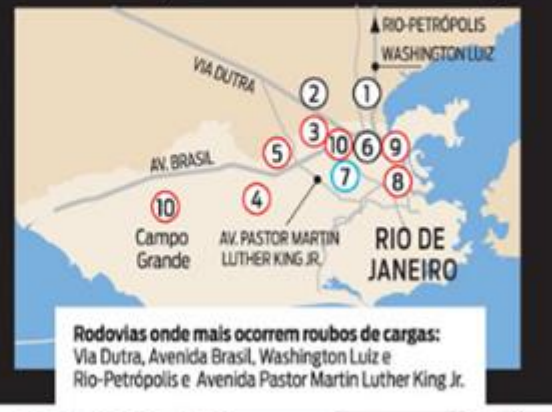 ▲RIO-PETRÓPOLIS
WASHINGTON LUIZ
VIA DUTRA
2
1
3
10
6
9
5
AV. BRASIL
7
8
10
4
Campo
Grande
AV. PASTOR MARTIN
LUTHER KING JR.
RIO DE
JANEIRO
Rodovias onde mais ocorrem roubos de cargas:
Via Dutra, Avenida Brasil, Washington Luiz e
Rio-Petrópolis e Avenida Pastor Martin Luther King Jr.